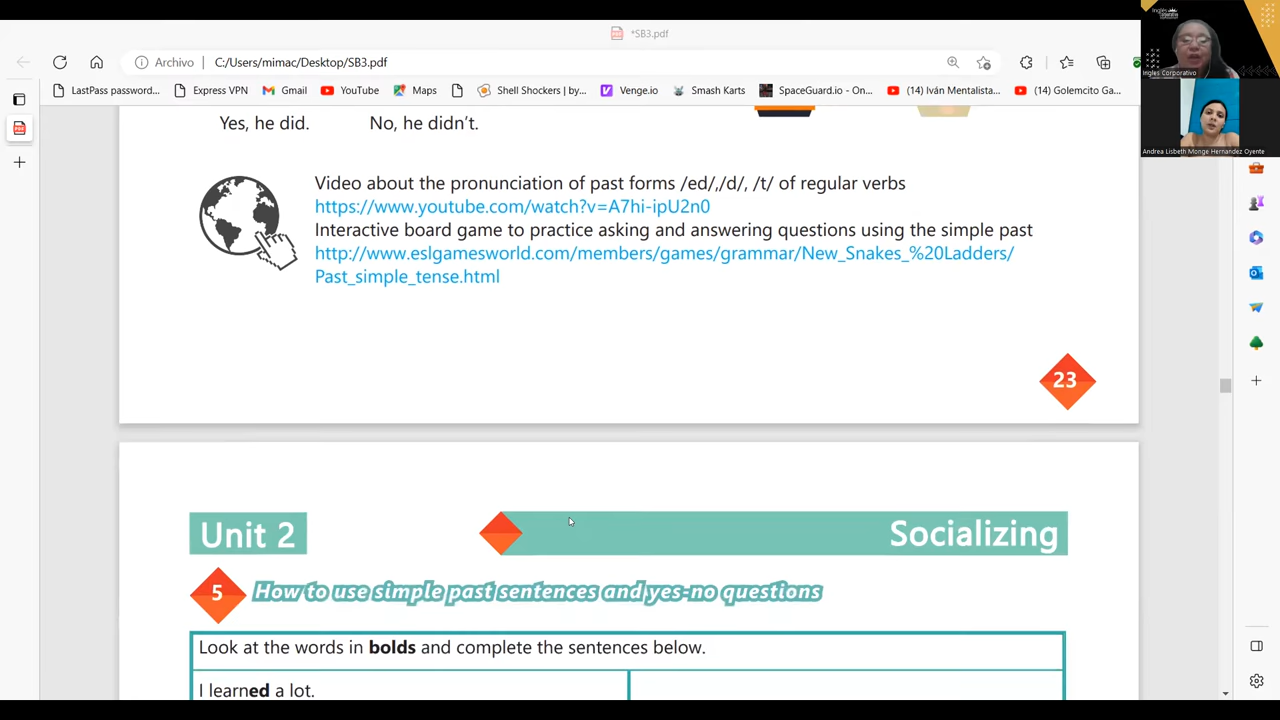 *SB3.pdf
Archivo
C:/Users/mimac/Desktop/SB3.pdf
LastPass password...
Express VPN
Gmail
YouTube
Maps
Shell Shockers | by...
Venge.io
Smash Karts
SpaceGuard.io - On...
(14) Iván Mentalista...
(14) Golemcito Ga...
Inglés Corporativo
Andrea Lisbeth Monge Hernandez Oyente
Yes, he did.
No, he didn't.
Video about the pronunciation of past forms /ed/,/d/, /t/ of regular verbs
https://www.youtube.com/watch?v=A7hi-ipU2n0
Interactive board game to practice asking and answering questions using the simple past
http://www.eslgamesworld.com/members/games/grammar/New_Snakes_%20Ladders/
Past_simple_tense.html
23
Unit 2
Socializing
5
How to use simple past sentences and yes-no questions
Look at the words in bolds and complete the sentences below.
I learned a lot.